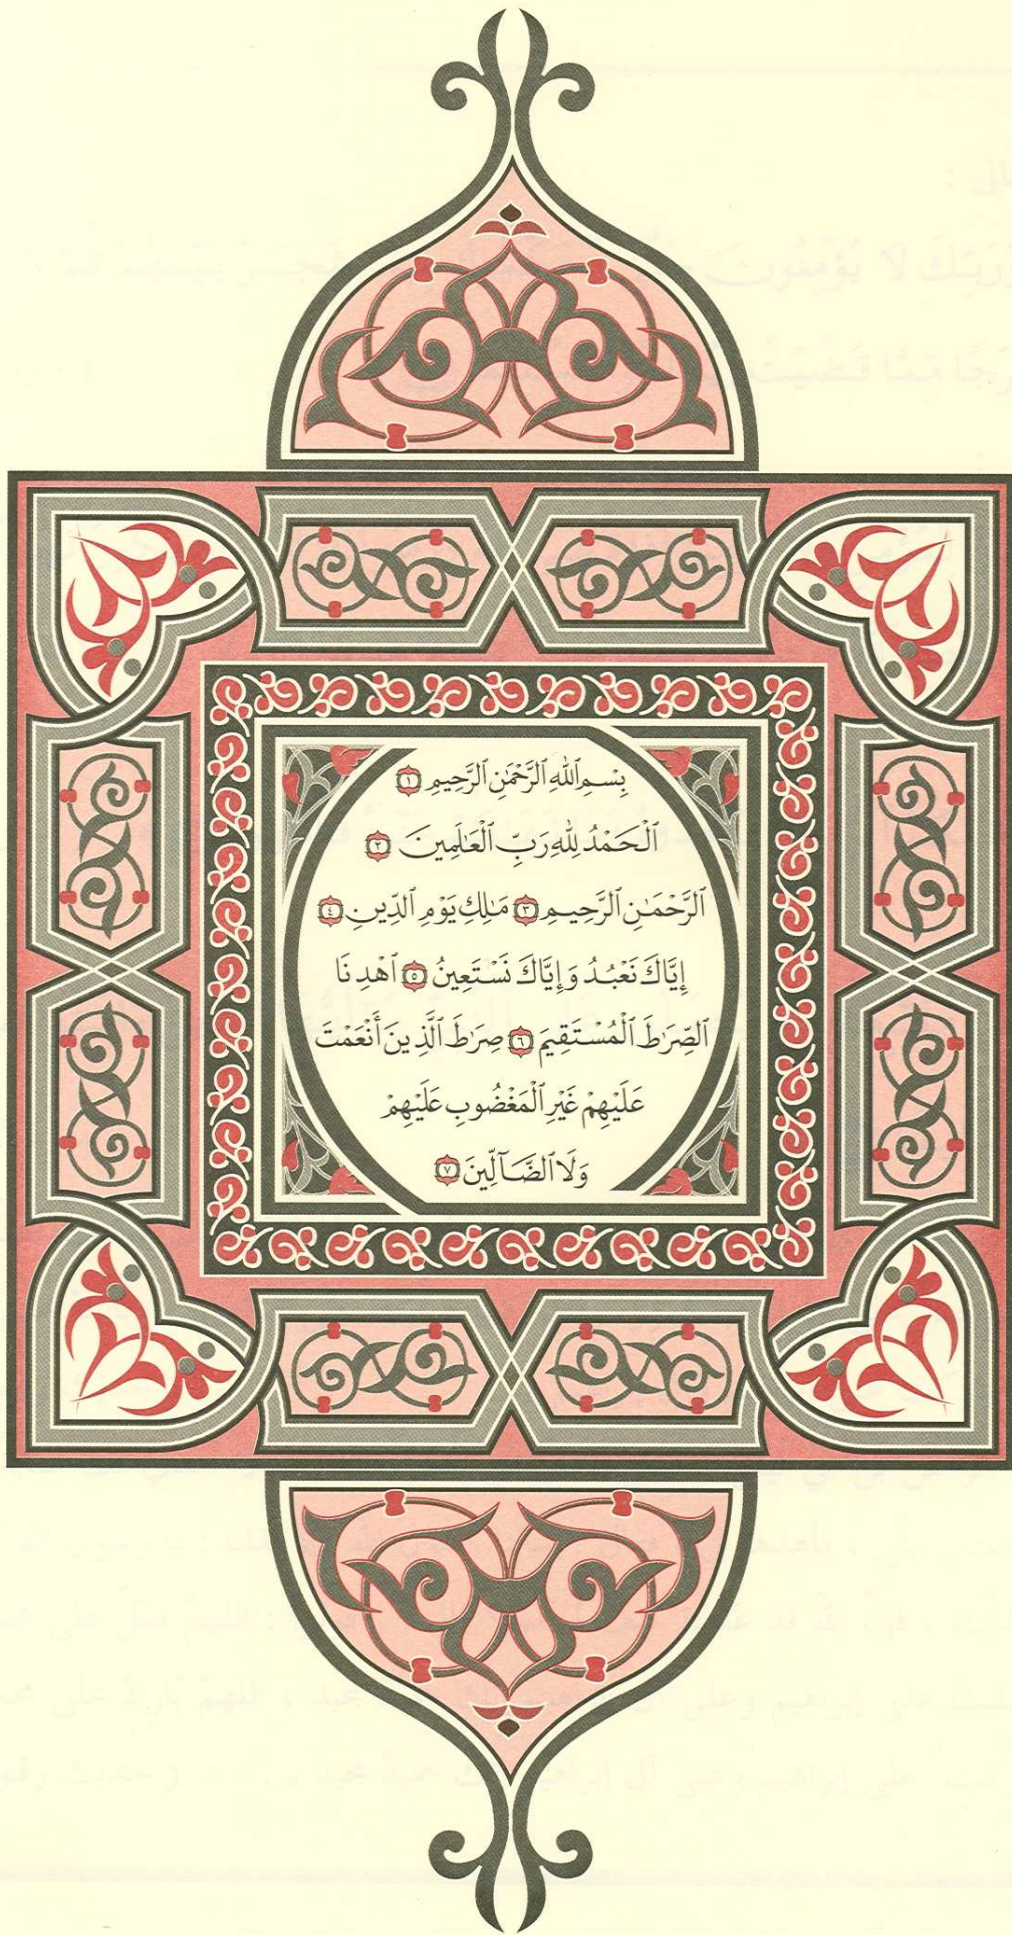 بِسْمِ ٱللَّهِ ٱلرَّحْمَٰنِ ٱلرَّحِيمِ ١
ٱلْحَمْدُ لِلَّهِ رَبِّ ٱلْعَٰلَمِينَ ٢
ٱلرَّحْمَٰنِ ٱلرَّحِيمِ ٣ مَٰلِكِ يَوْمِ ٱلدِّينِ ٤
إِيَّاكَ نَعْبُدُ وَإِيَّاكَ نَسْتَعِينُ ٥ ٱهْدِنَا
ٱلصِّرَٰطَ ٱلْمُسْتَقِيمَ ٦ صِرَٰطَ ٱلَّذِينَ أَنْعَمْتَ
عَلَيْهِمْ غَيْرِ ٱلْمَغْضُوبِ عَلَيْهِمْ
وَلَا ٱلضَّآلِّينَ ٧